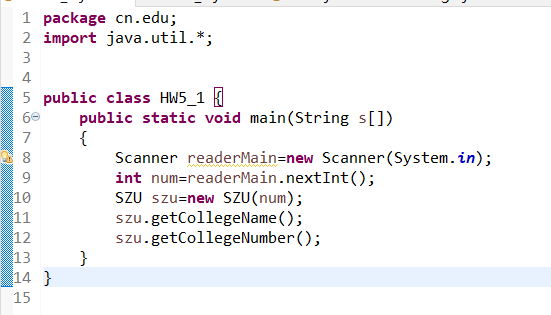 1 package cn.edu;
2 import java.util.*;
3
4
5 public class HW5_1 {
6 public static void main(String s[])
7 {
8 Scanner readerMain=new Scanner(System.in);
9 int num=readerMain.nextInt();
10 SZU szu=new SZU(num);
11 szu.getCollegeName();
12 szu.getCollegeNumber();
13 }
14 }
15